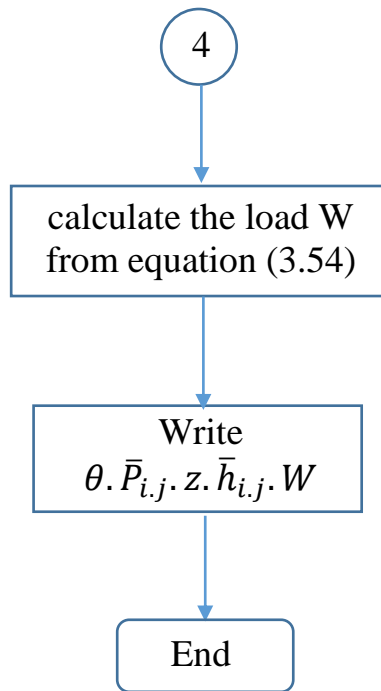 4
calculate the load W
from equation (3.54)
Write
θ. P̄ᵢ.ⱼ. z. h̄ᵢ.ⱼ. W
End